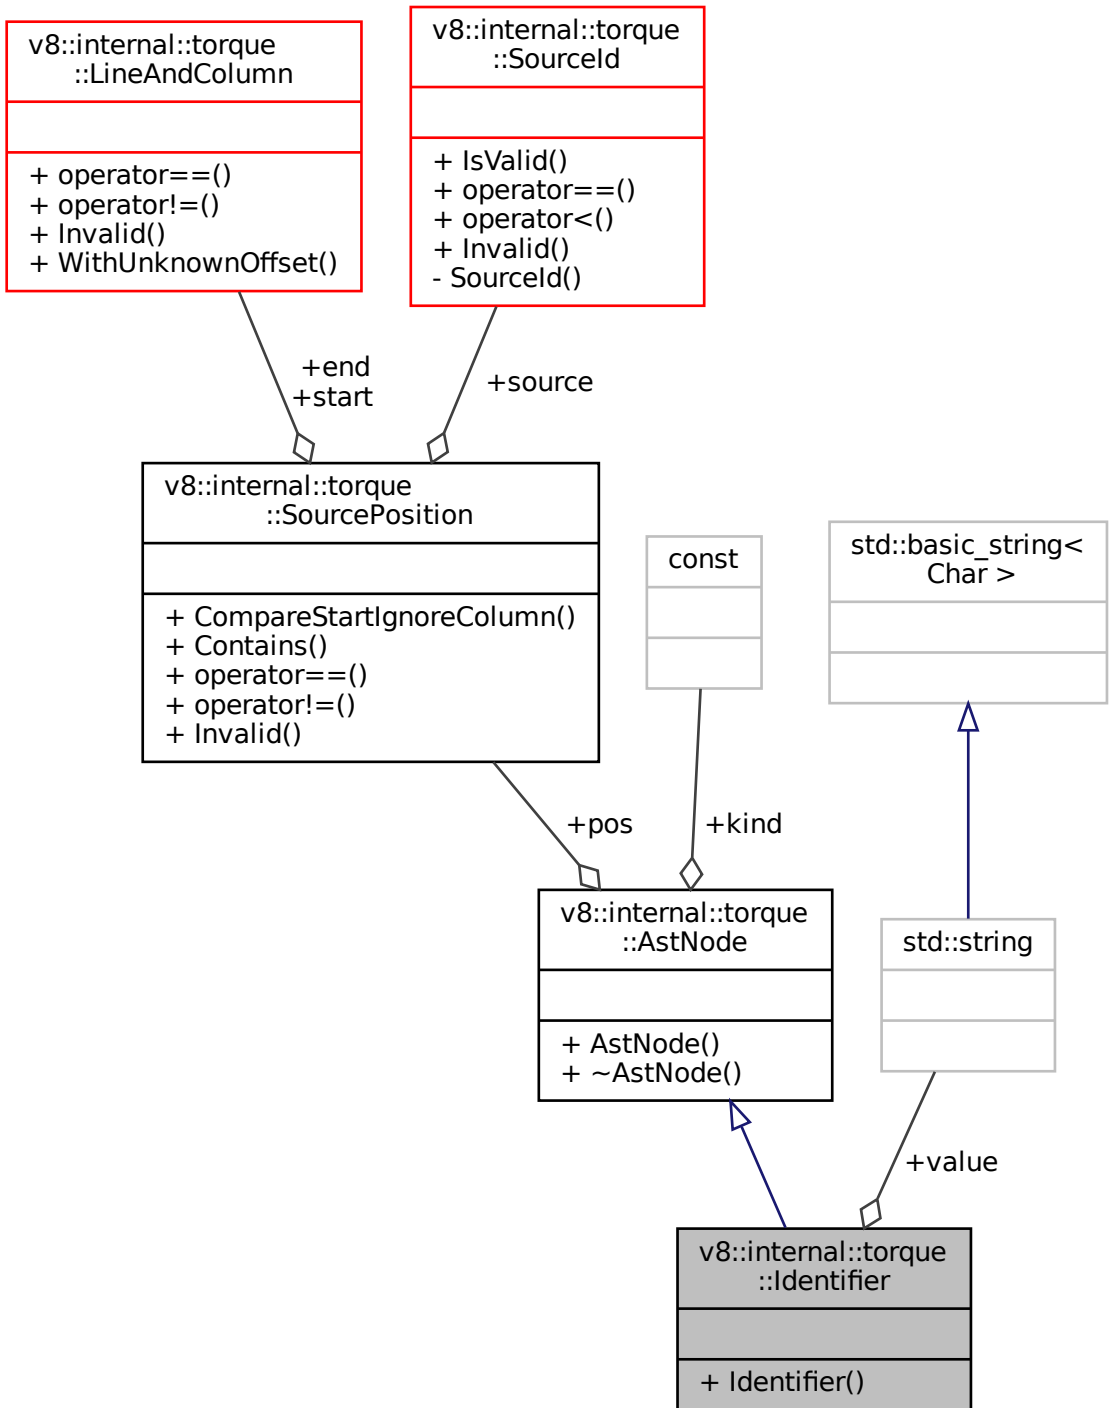 v8::internal::torque
::LineAndColumn
+ operator==()
+ operator!=()
+ Invalid()
+ WithUnknownOffset()
v8::internal::torque
::SourceId
+ IsValid()
+ operator==()
+ operator<()
+ Invalid()
- SourceId()
+end
+start
+source
v8::internal::torque
::SourcePosition
+ CompareStartIgnoreColumn()
+ Contains()
+ operator==()
+ operator!=()
+ Invalid()
const
std::basic_string<
Char >
+pos
+kind
v8::internal::torque
::AstNode
+ AstNode()
+ ~AstNode()
std::string
+value
v8::internal::torque
::Identifier
+ Identifier()